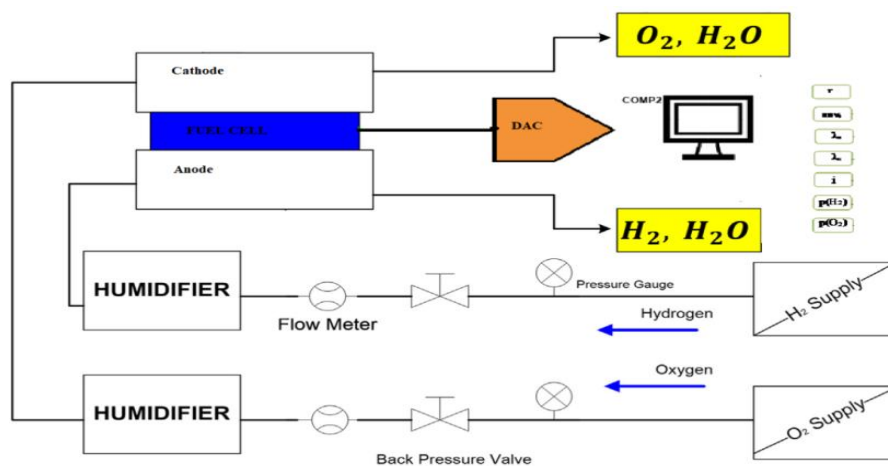 O₂, H₂O
Cathode
COMP2
FUEL CELL
DAC
Anode
i
p(H₂)
p(O₂)
H₂, H₂O
HUMIDIFIER
Pressure Gauge
H₂ Supply
Flow Meter
Hydrogen
Oxygen
HUMIDIFIER
O₂ Supply
Back Pressure Valve